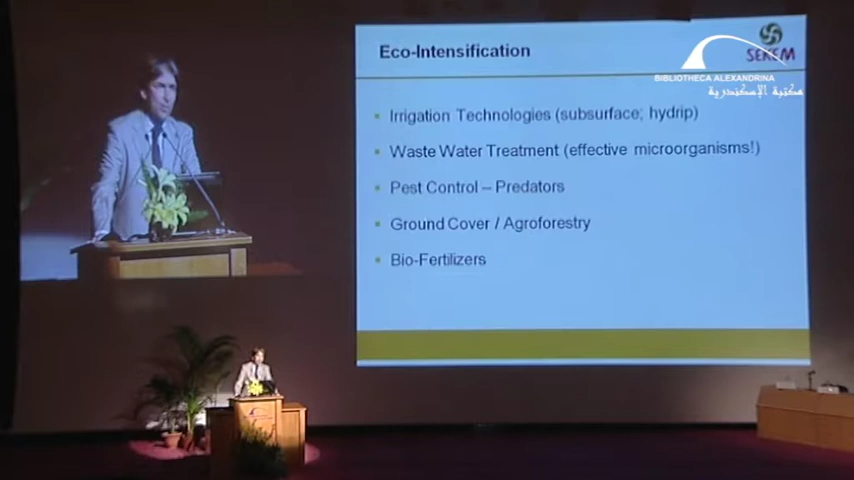 Eco-Intensification
SEKEM
BIBLIOTHECA ALEXANDRINA
مكتبة الإسكندرية
Irrigation Technologies (subsurface; hydrip)
Waste Water Treatment (effective microorganisms!)
Pest Control – Predators
Ground Cover / Agroforestry
Bio-Fertilizers